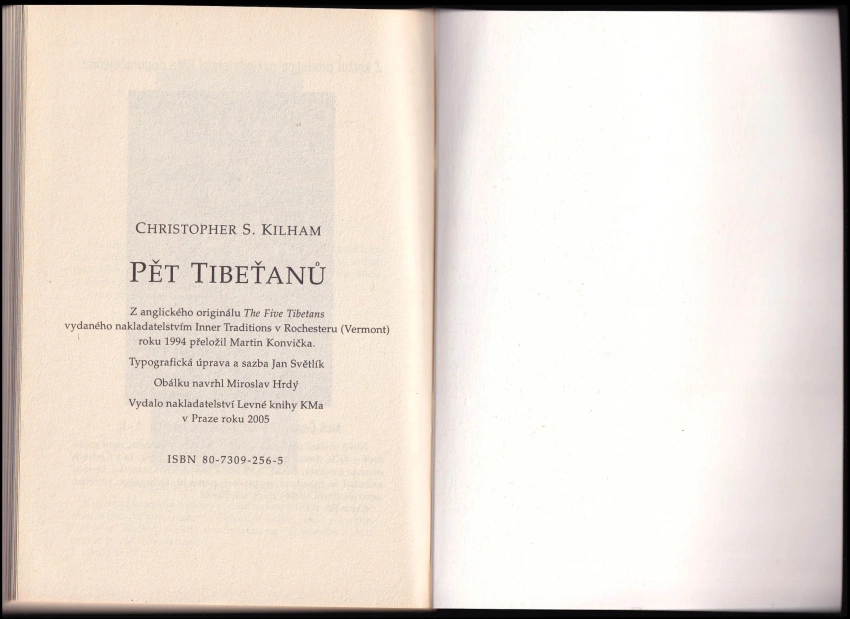 CHRISTOPHER S. KILHAM
PĚT TIBEŤANŮ
Z anglického originálu The Five Tibetans
vydaného nakladatelstvím Inner Traditions v Rochesteru (Vermont)
roku 1994 přeložil Martin Konvička.
Typografická úprava a sazba Jan Světlík
Obálku navrhl Miroslav Hrdý
Vydalo nakladatelství Levné knihy KMa
v Praze roku 2005
ISBN 80-7309-256-5